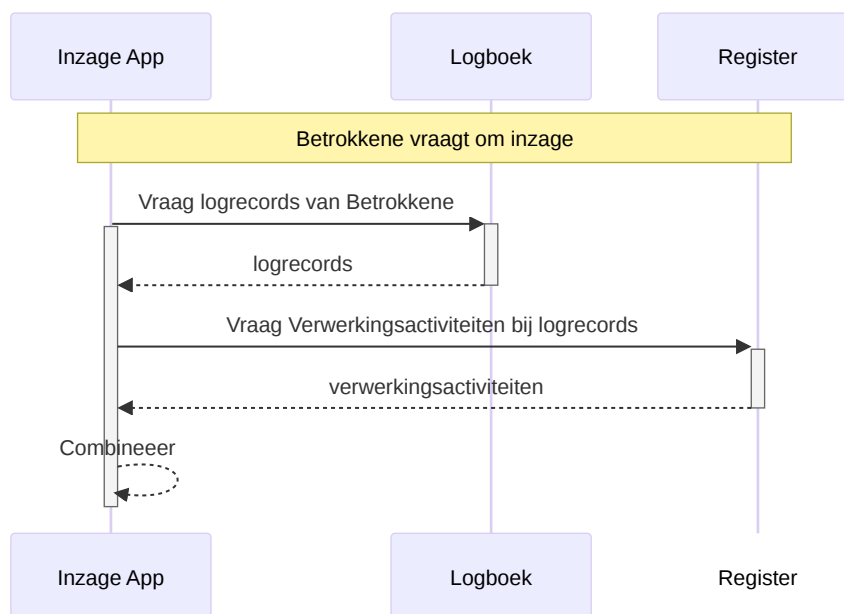 Inzage App
Logboek
Register
Betrokkene vraagt om inzage
Vraag logrecords van Betrokkene
logrecords
Vraag Verwerkingsactiviteiten bij logrecords
verwerkingsactiviteiten
Combineeer
Inzage App
Logboek
Register